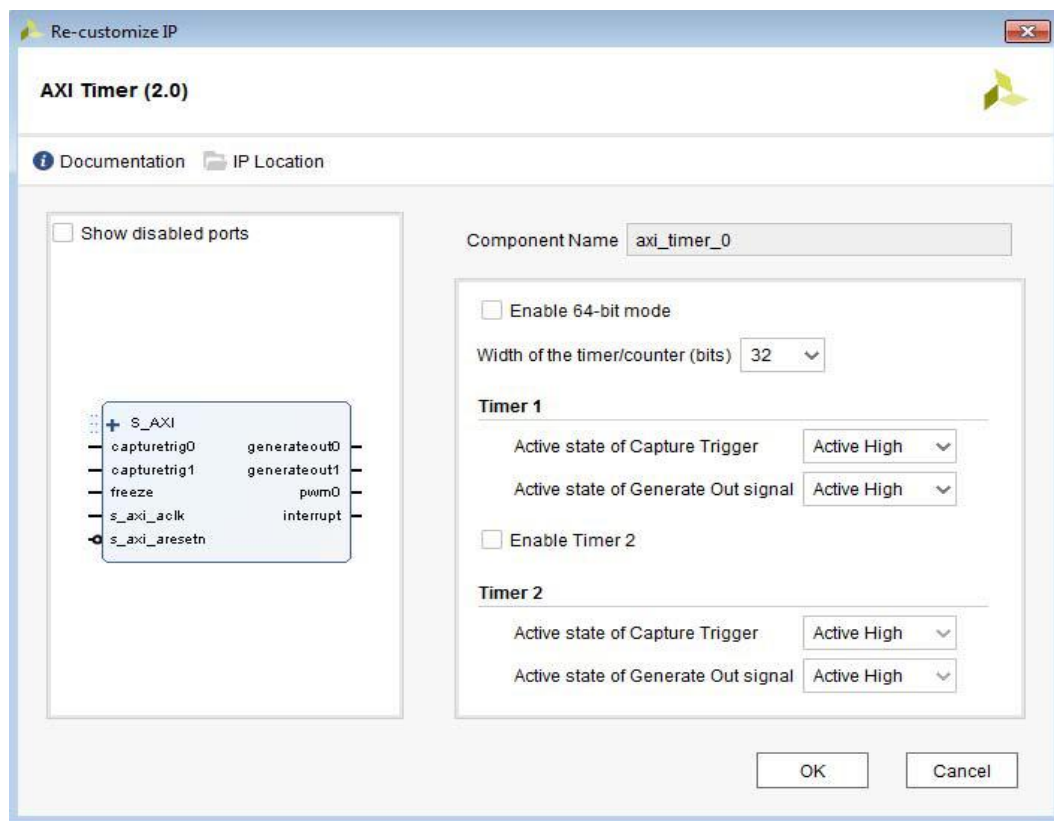 Re-customize IP
AXI Timer (2.0)
Documentation IP Location
Show disabled ports
S_AXI
capturetrig0 generateout0
capturetrig1 generateout1
freeze pwm0
s_axi_aclk interrupt
s_axi_aresetn
Component Name axi_timer_0
Enable 64-bit mode
Width of the timer/counter (bits) 32
Timer 1
Active state of Capture Trigger Active High
Active state of Generate Out signal Active High
Enable Timer 2
Timer 2
Active state of Capture Trigger Active High
Active state of Generate Out signal Active High
OK Cancel